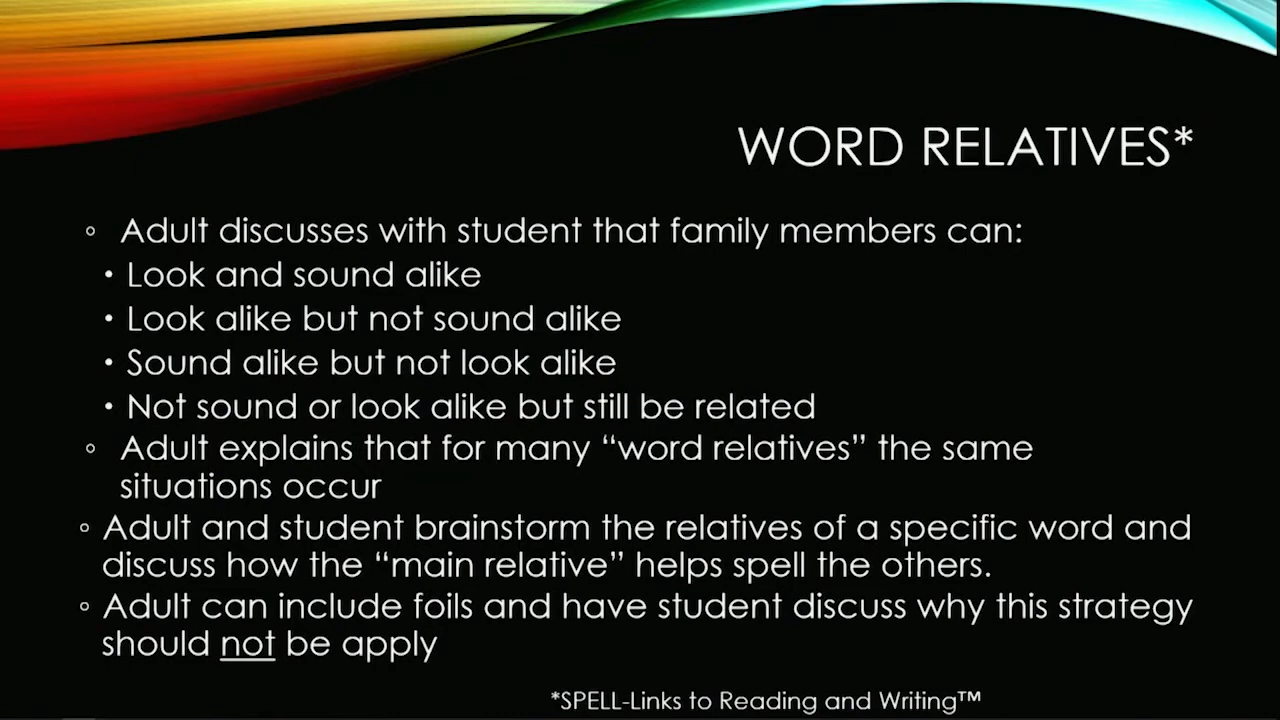 WORD RELATIVES*
◦ Adult discusses with student that family members can:
• Look and sound alike
• Look alike but not sound alike
• Sound alike but not look alike
• Not sound or look alike but still be related
◦ Adult explains that for many “word relatives” the same
situations occur
◦ Adult and student brainstorm the relatives of a specific word and
discuss how the “main relative” helps spell the others.
◦ Adult can include foils and have student discuss why this strategy
should not be apply
*SPELL-Links to Reading and Writing™